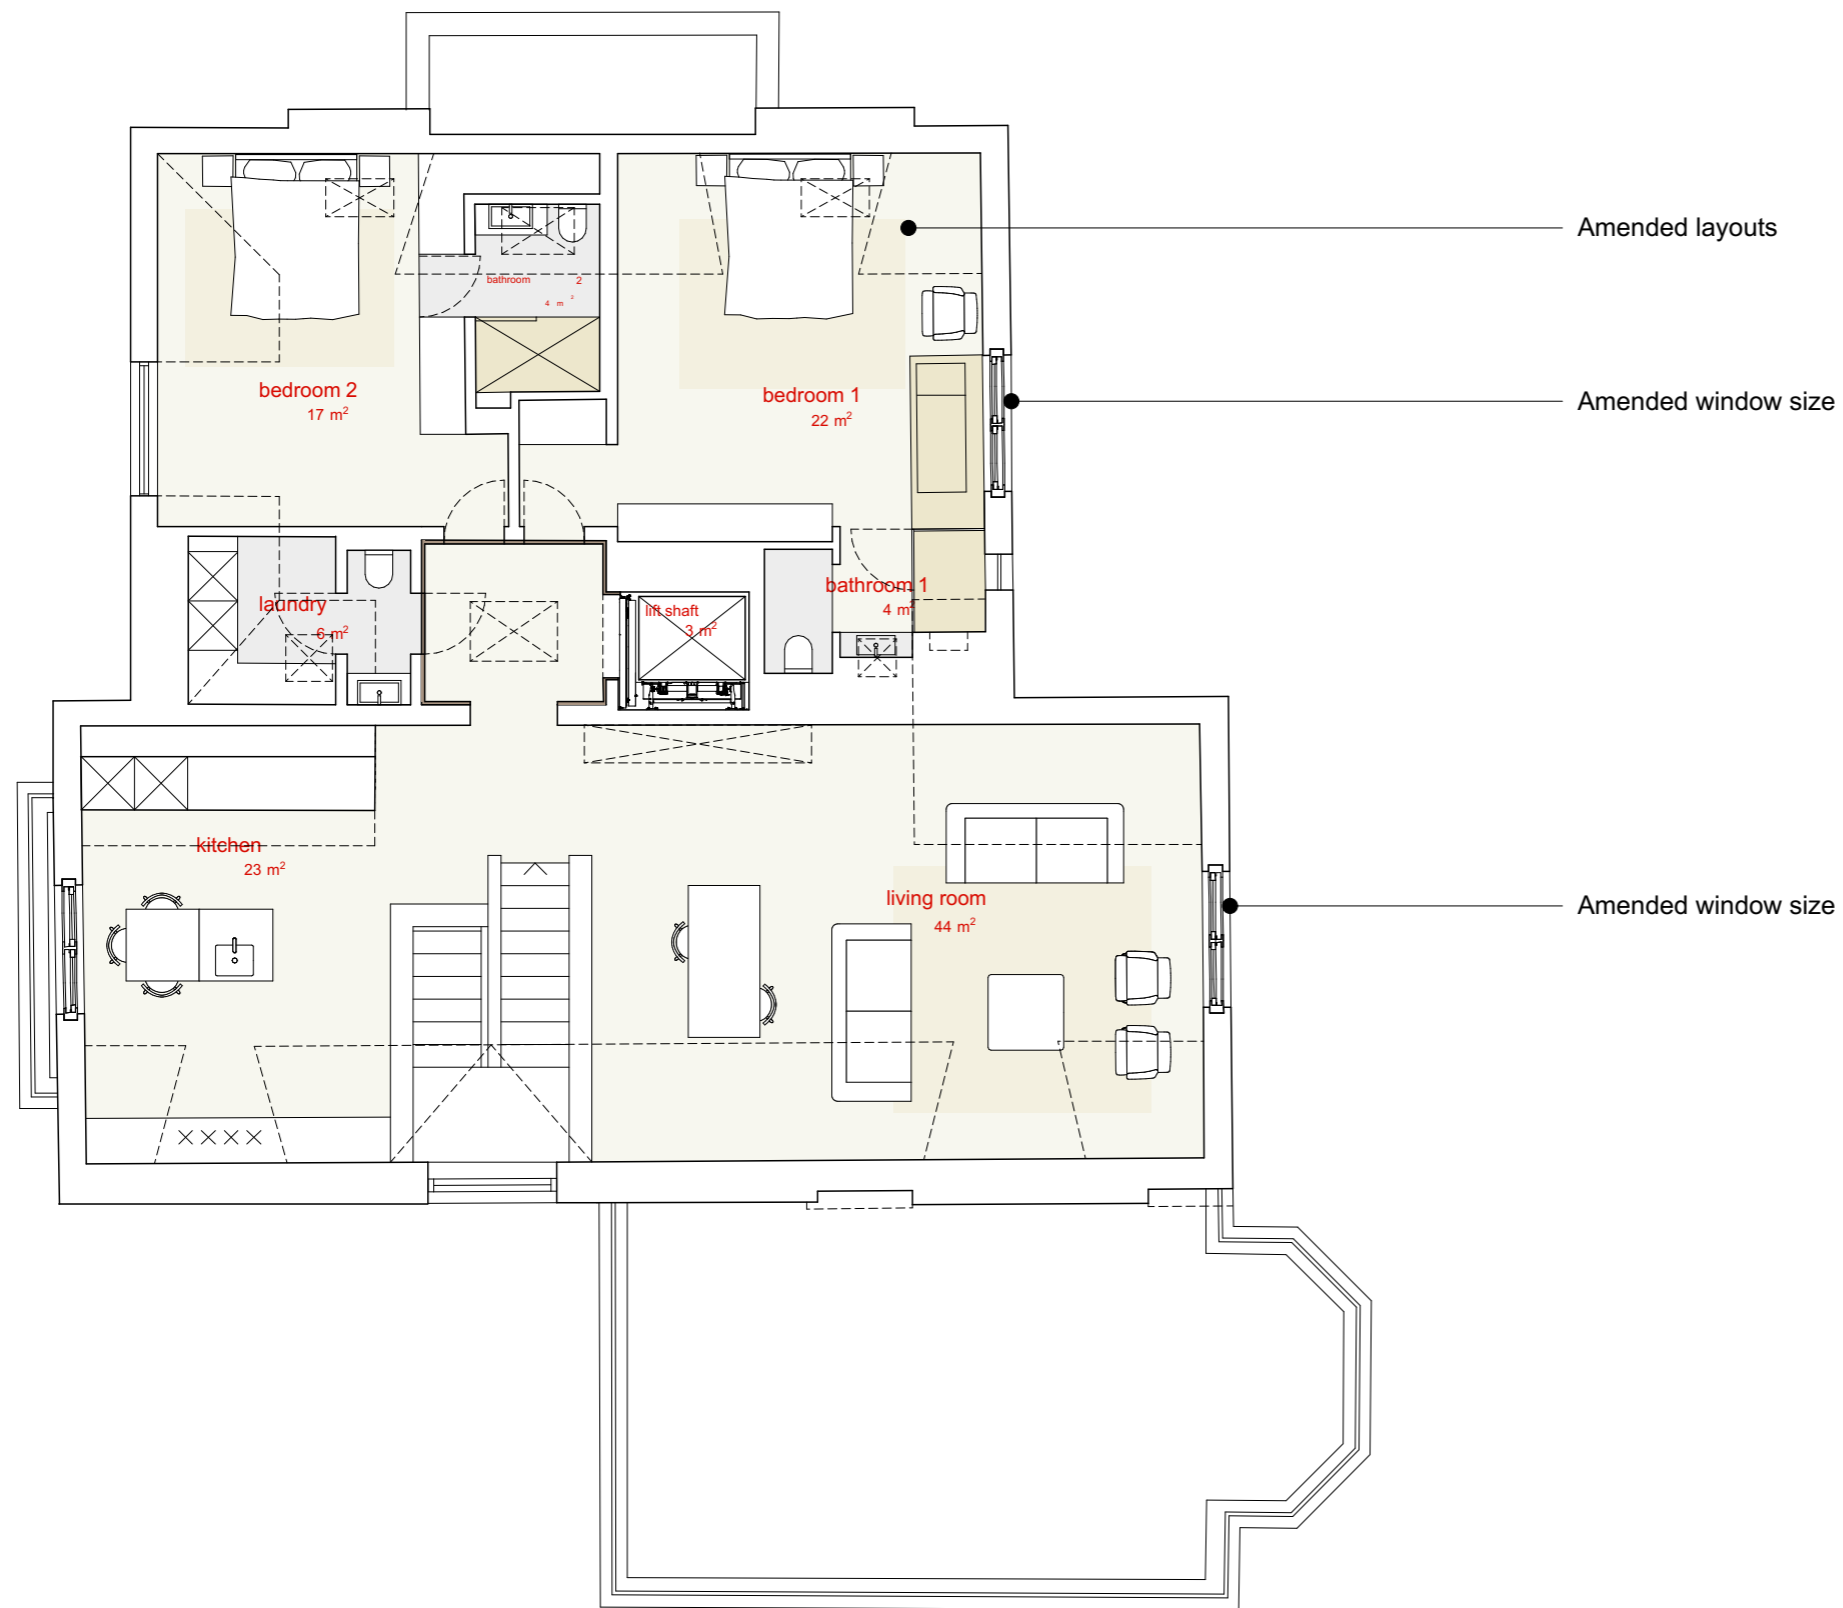 Amended layouts
bathroom 2
4 m²
bedroom 2
17 m²
bedroom 1
22 m²
Amended window size
laundry
6 m²
lift shaft
3 m²
bathroom 1
4 m²
kitchen
23 m²
living room
44 m²
Amended window size